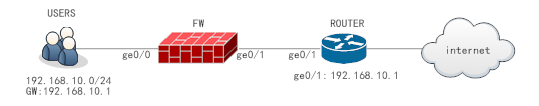 USERS
FW
ROUTER
ge0/0
ge0/1
ge0/1
internet
192.168.10.0/24
GW:192.168.10.1
ge0/1: 192.168.10.1